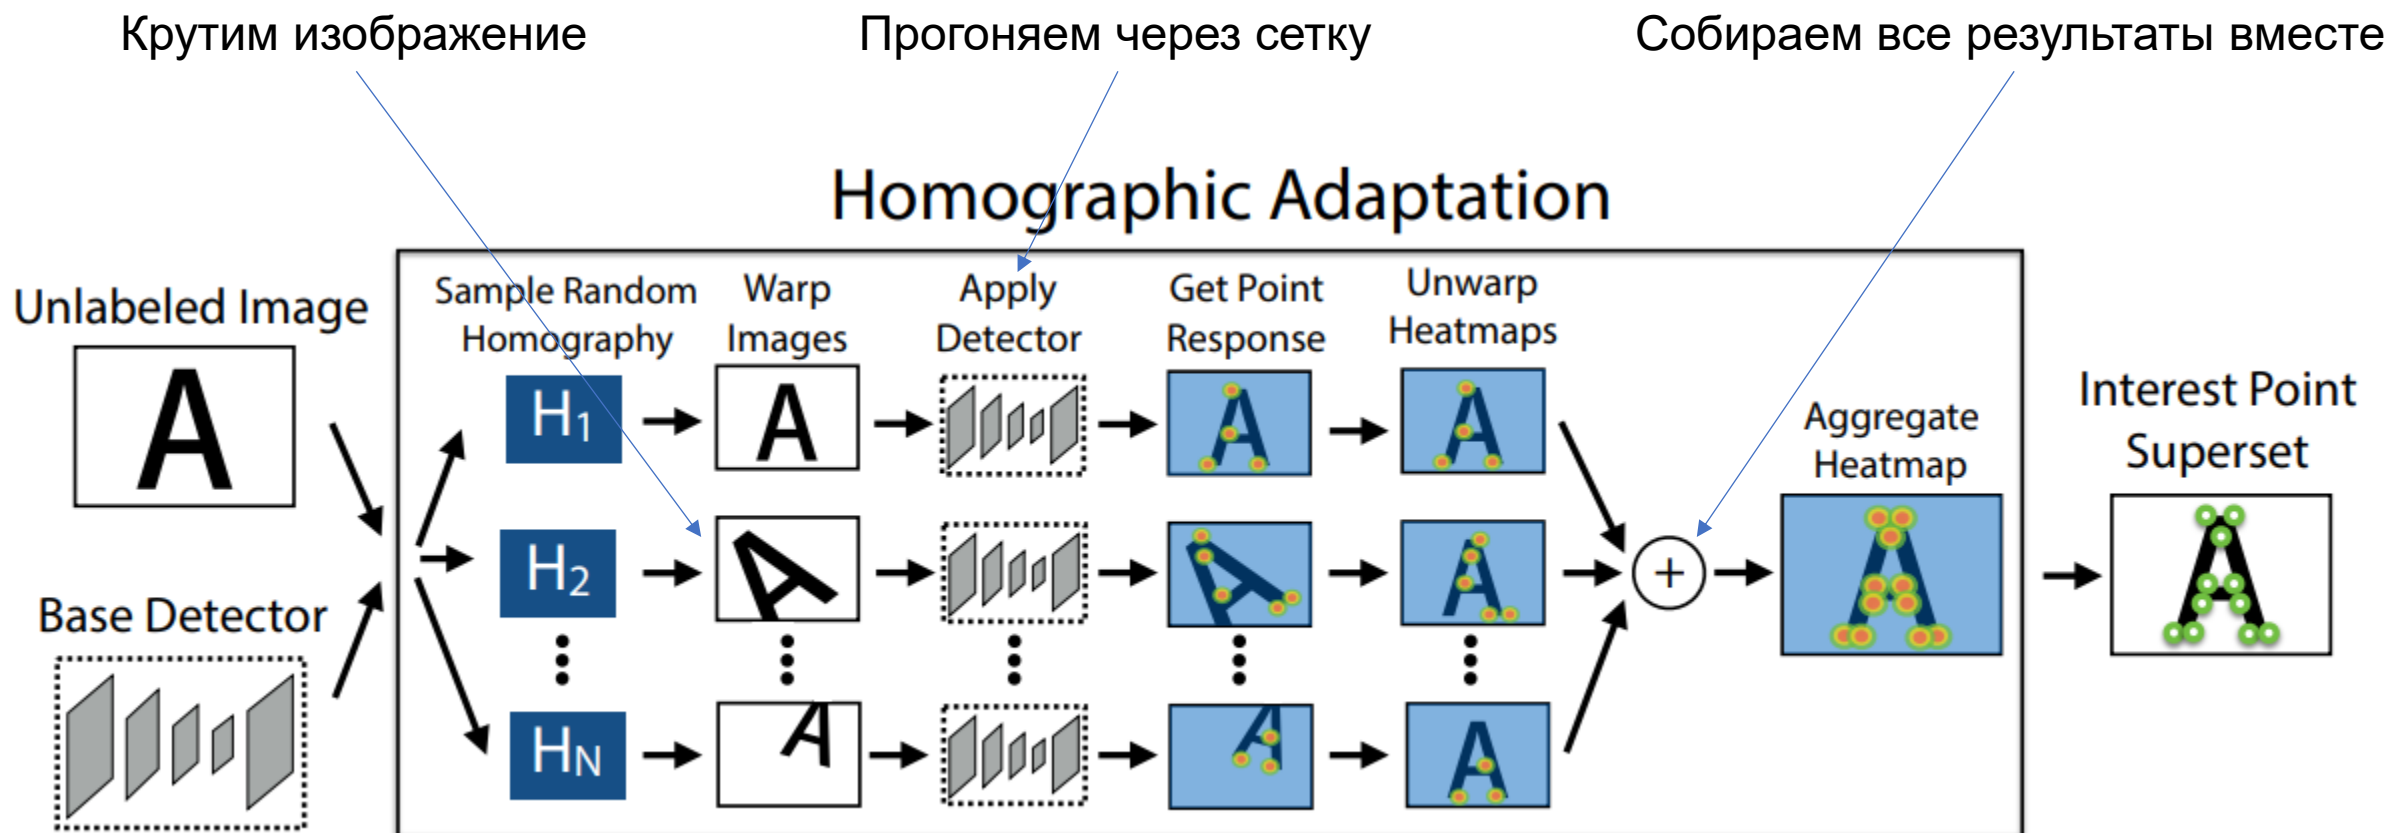 Крутим изображение
Прогоняем через сетку
Собираем все результаты вместе
Homographic Adaptation
Unlabeled Image
A
Base Detector
Sample Random
Homography
Warp
Images
Apply
Detector
Get Point
Response
Unwarp
Heatmaps
H1
A
A
A
H2
A
A
A
HN
A
A
A
+
Aggregate
Heatmap
A
Interest Point
Superset
A